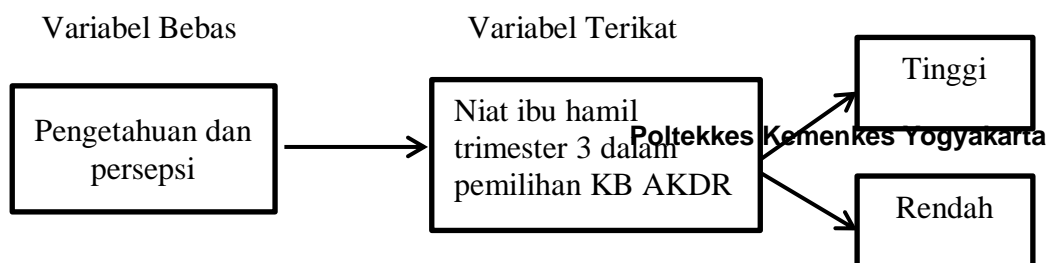 Variabel Bebas
Variabel Terikat
Pengetahuan dan
persepsi
Niat ibu hamil
trimester 3 dalam
pemilihan KB AKDR
Tinggi
Poltekkes Kemenkes Yogyakarta
Rendah